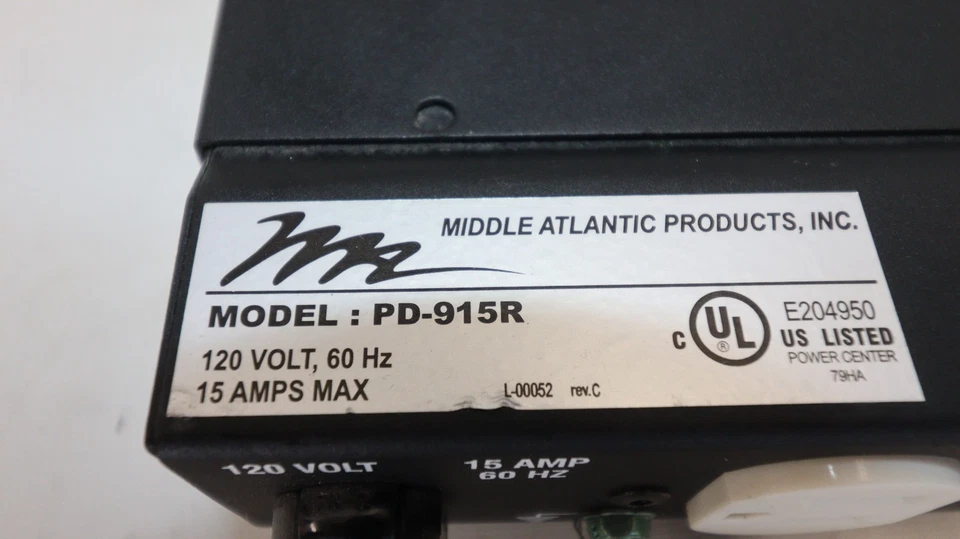 MIDDLE ATLANTIC PRODUCTS, INC.
MODEL : PD-915R
120 VOLT, 60 Hz
15 AMPS MAX
L-00052 rev.C
C UL ® E204950
US LISTED
POWER CENTER
79HA
120 VOLT
15 AMP
60 HZ